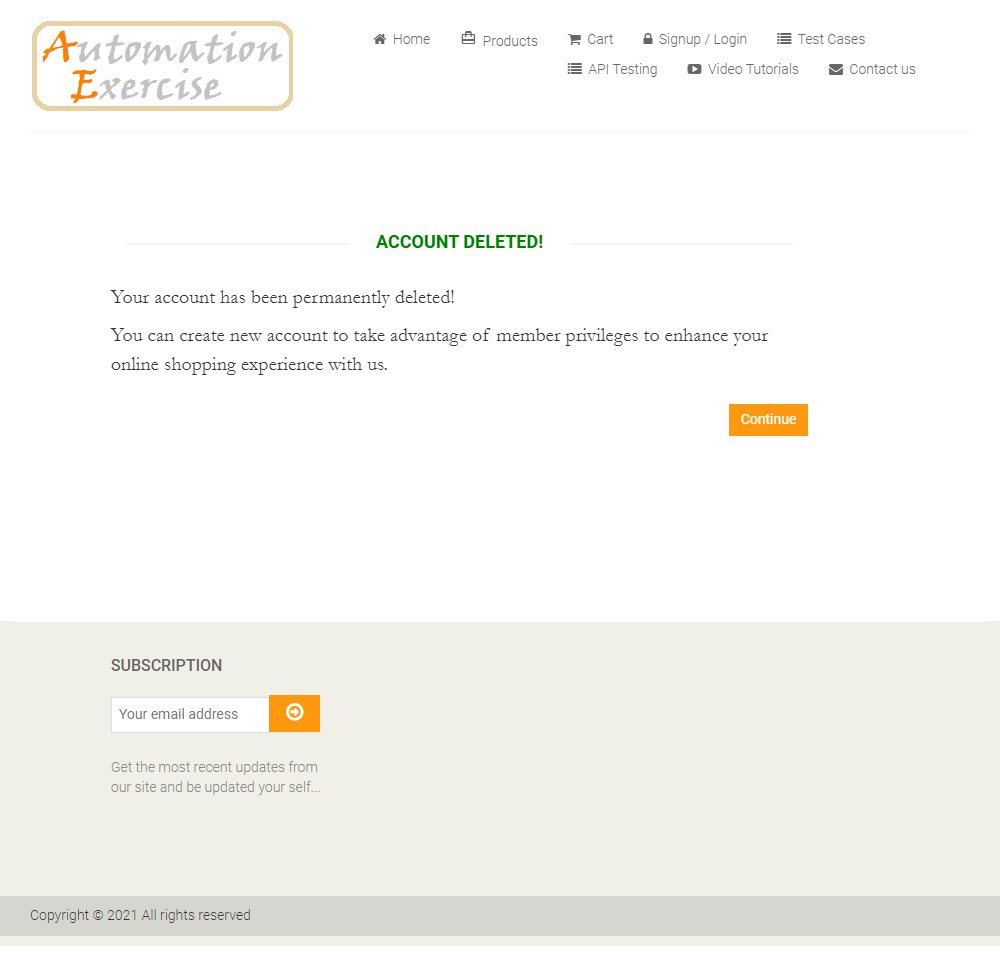 Automation
Exercise
Home
Products
Cart
Signup / Login
Test Cases
API Testing
Video Tutorials
Contact us
ACCOUNT DELETED!
Your account has been permanently deleted!
You can create new account to take advantage of member privileges to enhance your
online shopping experience with us.
Continue
SUBSCRIPTION
Your email address
Get the most recent updates from
our site and be updated your self...
Copyright © 2021 All rights reserved